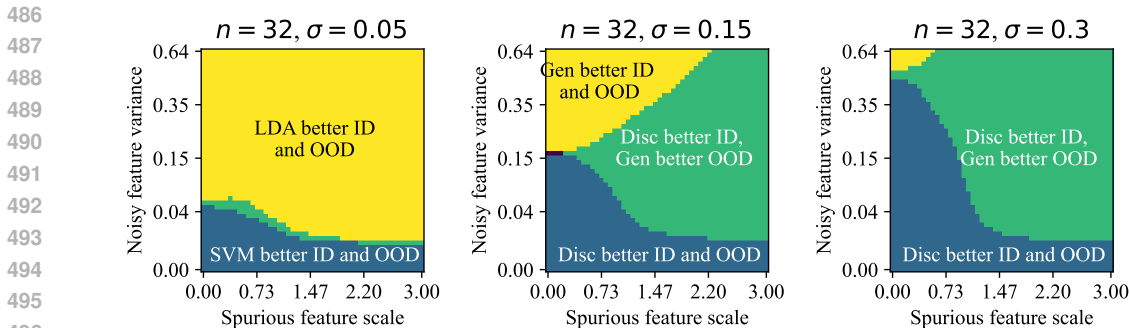 486
487
488
489
490
491
492
493
494
495
n = 32, σ = 0.05
Noisy feature variance
0.64
0.35
0.15
0.04
0.00
LDA better ID
and OOD
SVM better ID and OOD
0.00 0.73 1.47 2.20 3.00
Spurious feature scale
n = 32, σ = 0.15
Noisy feature variance
0.64
0.35
0.15
0.04
0.00
Gen better ID
and OOD
Disc better ID,
Gen better OOD
Disc better ID and OOD
0.00 0.73 1.47 2.20 3.00
Spurious feature scale
n = 32, σ = 0.3
Noisy feature variance
0.64
0.35
0.15
0.04
0.00
Disc better ID,
Gen better OOD
Disc better ID and OOD
0.00 0.73 1.47 2.20 3.00
Spurious feature scale